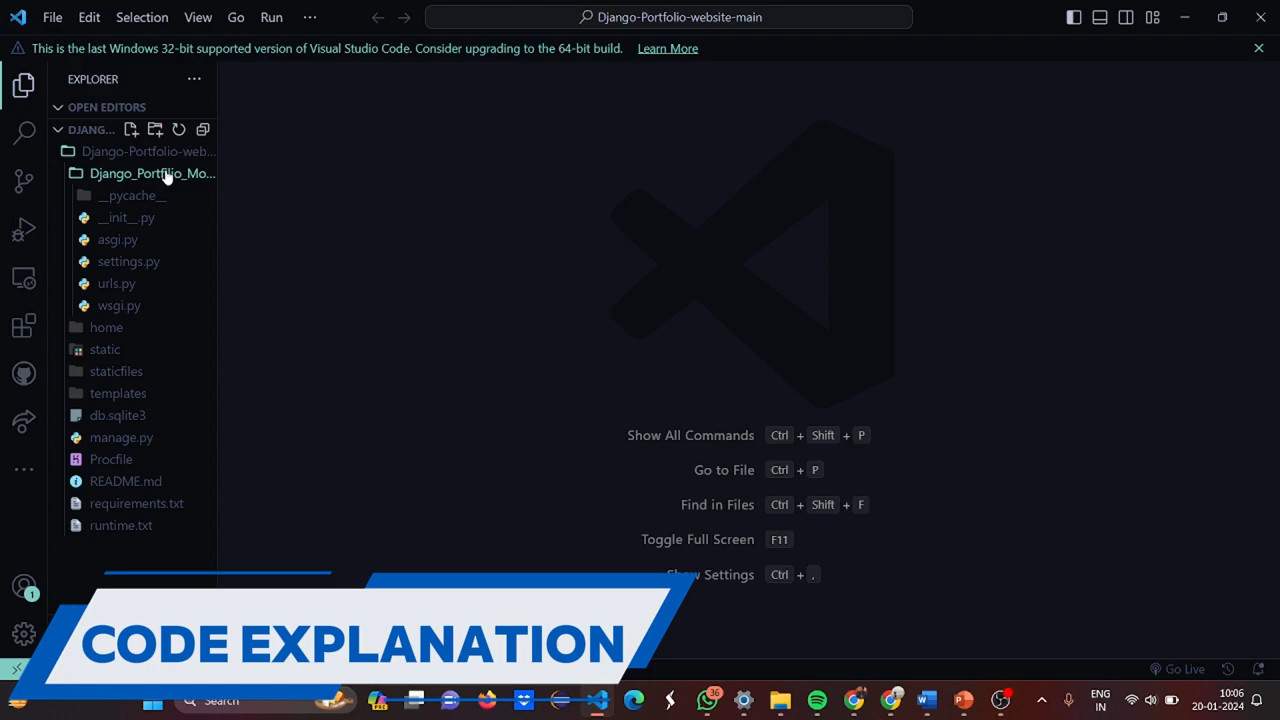 File Edit Selection View Go Run ... Django-Portfolio-website-main
This is the last Windows 32-bit supported version of Visual Studio Code. Consider upgrading to the 64-bit build. Learn More
EXPLORER ...
OPEN EDITORS
DJANG...
Django-Portfolio-web...
Django_Portfilio_Mo...
__pycache__
__init__.py
asgi.py
settings.py
urls.py
wsgi.py
home
static
staticfiles
templates
db.sqlite3
manage.py
Procfile
README.md
requirements.txt
runtime.txt
Show All Commands Ctrl + Shift + P
Go to File Ctrl + P
Find in Files Ctrl + Shift + F
Toggle Full Screen F11
Settings Ctrl + ,
1
CODE EXPLANATION
Go Live
Search
PRE
36
ENG
IN
10:06
20-01-2024